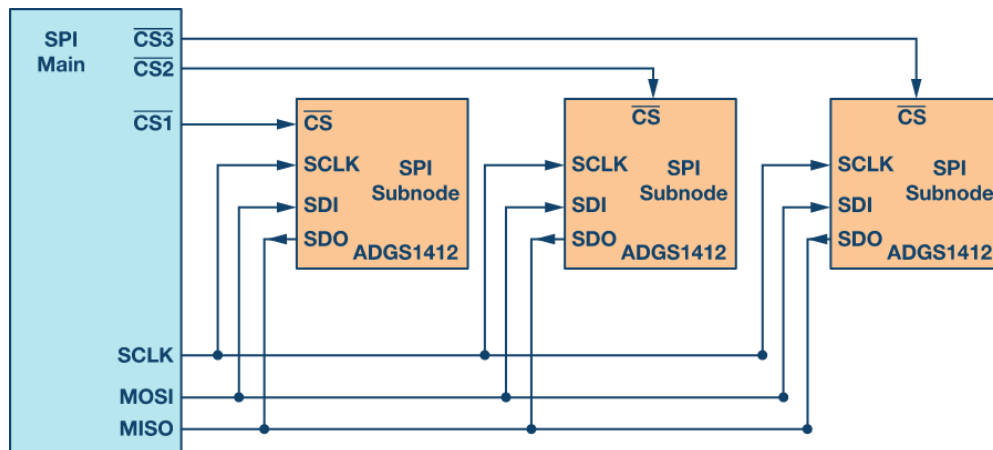 SPI
Main
CS3
CS2
CS1
SCLK
MOSI
MISO
CS
SCLK
SPI
Subnode
SDI
SDO
ADGS1412
CS
SCLK
SPI
Subnode
SDI
SDO
ADGS1412
CS
SCLK
SPI
Subnode
SDI
SDO
ADGS1412